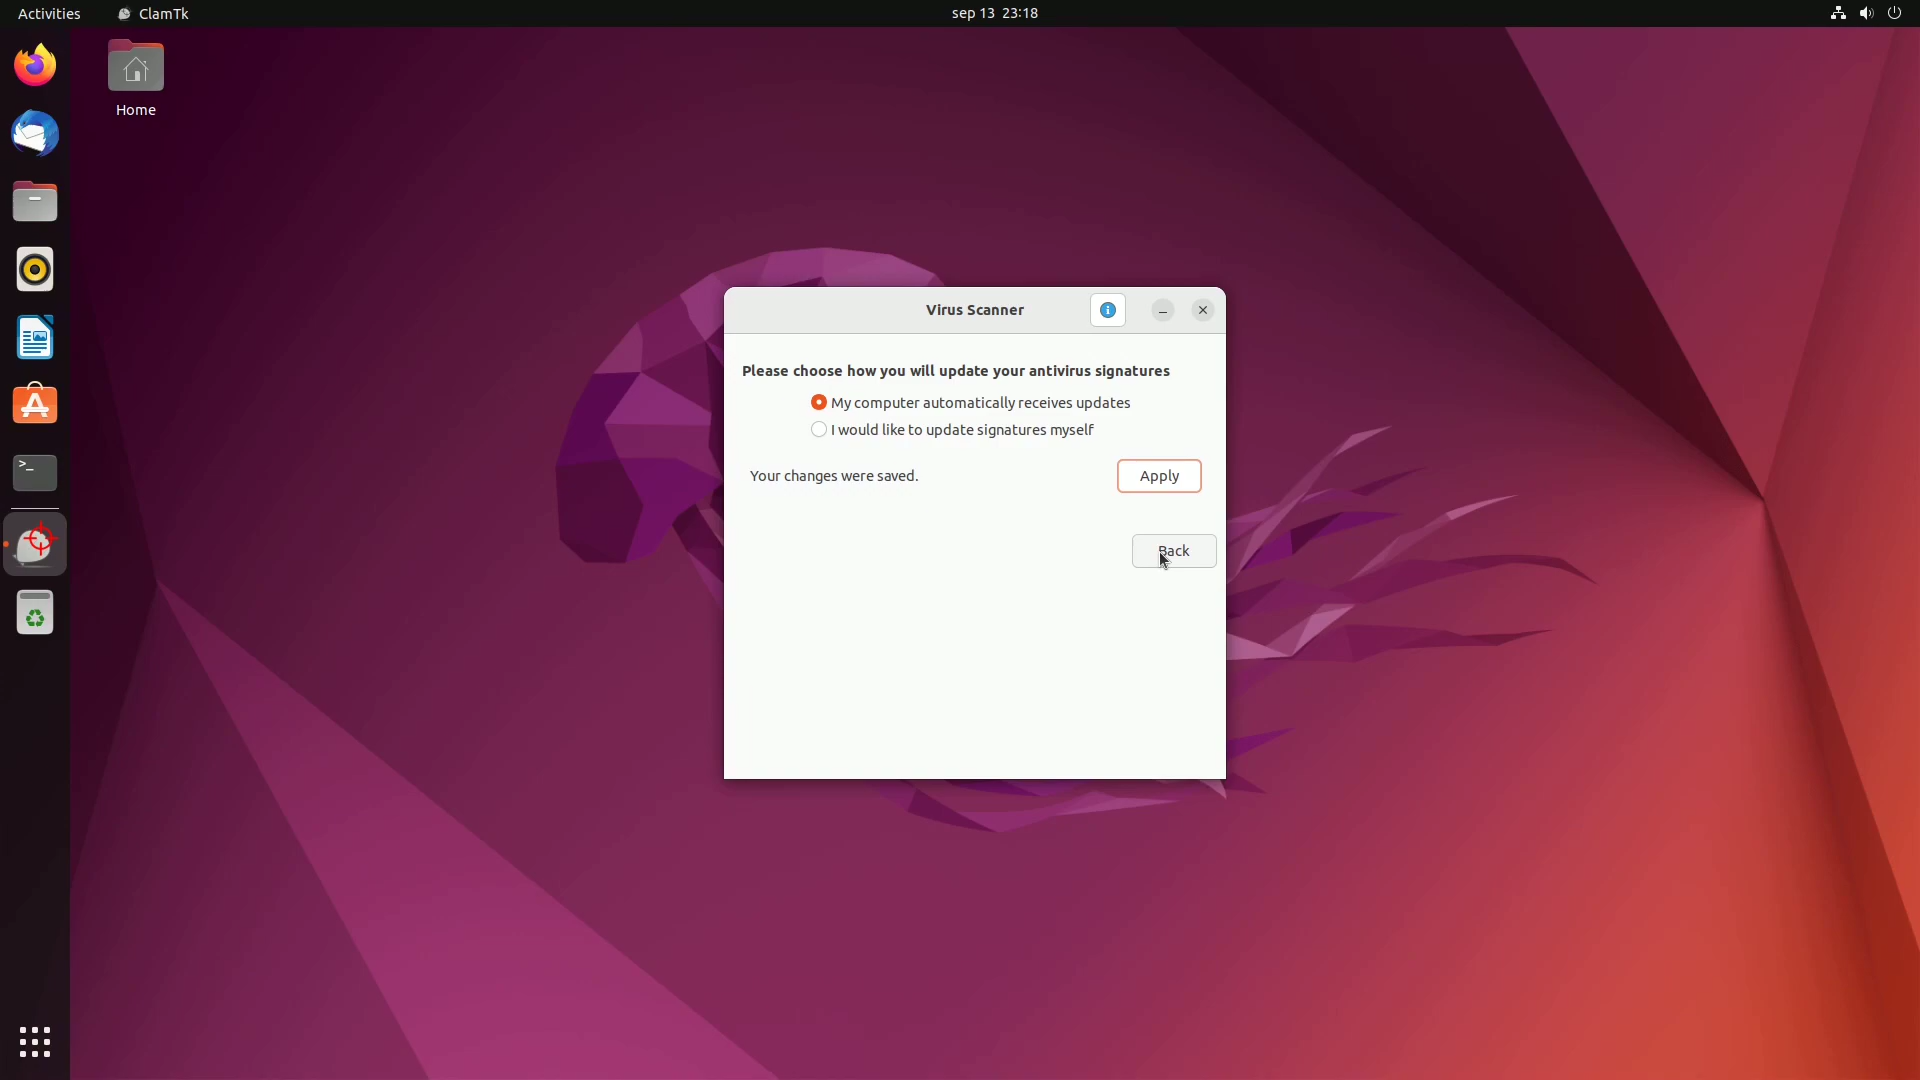 Activities
ClamTk
sep 13 23:18
Home
Virus Scanner
Please choose how you will update your antivirus signatures
My computer automatically receives updates
I would like to update signatures myself
Your changes were saved.
Apply
Back